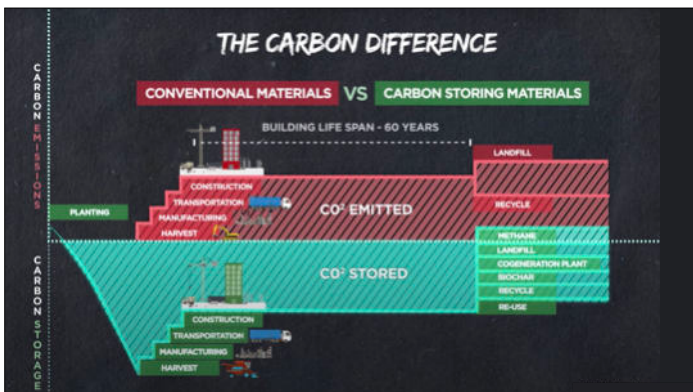 THE CARBON DIFFERENCE
CONVENTIONAL MATERIALS VS CARBON STORING MATERIALS
BUILDING LIFE SPAN - 60 YEARS
CARBON EMISSIONS
LANDFILL
CONSTRUCTION
TRANSPORTATION
MANUFACTURING
HARVEST
CO² EMITTED
RECYCLE
PLANTING
METHANE
LANDFILL
COGENERATION PLANT
BIOCHAR
RECYCLE
RE-USE
CARBON STORAGE
CO² STORED
CONSTRUCTION
TRANSPORTATION
MANUFACTURING
HARVEST